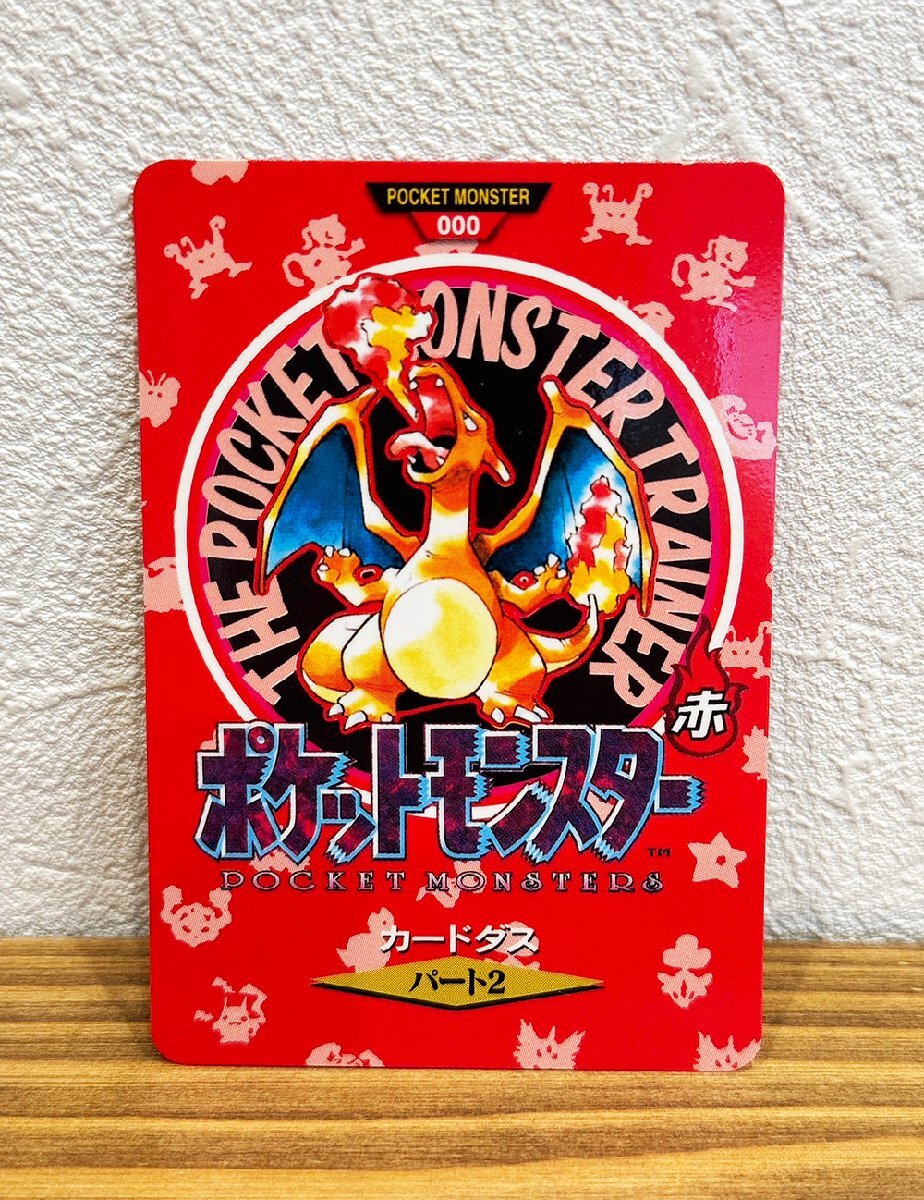 POCKET MONSTER
000
THE POCKET MONSTER TRAINER
赤
ポケットモンスター
™
POCKET MONSTERS
カードダス
パート2